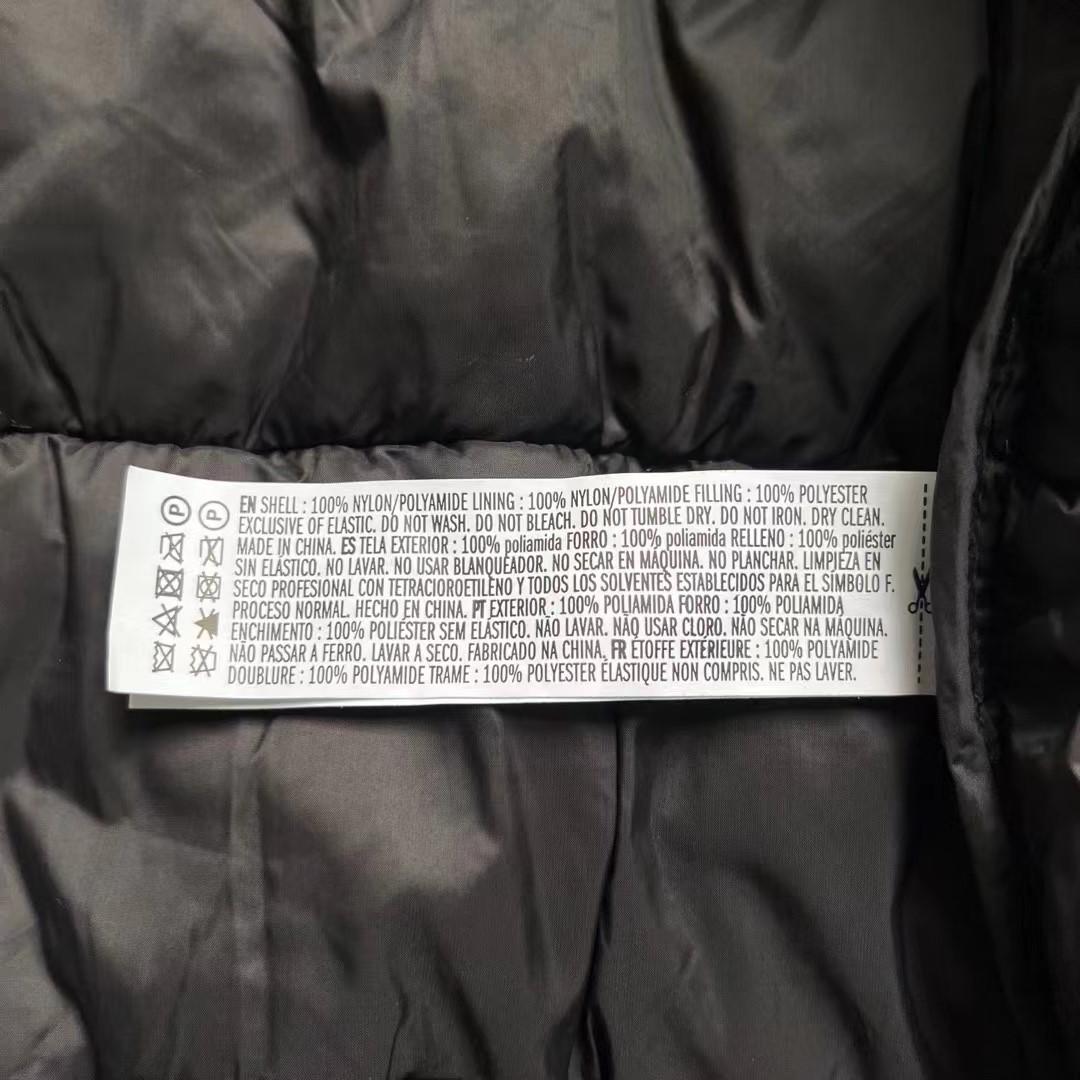 P P
EN SHELL : 100% NYLON/POLYAMIDE LINING : 100% NYLON/POLYAMIDE FILLING : 100% POLYESTER
EXCLUSIVE OF ELASTIC. DO NOT WASH. DO NOT BLEACH. DO NOT TUMBLE DRY. DO NOT IRON. DRY CLEAN.
MADE IN CHINA. ES TELA EXTERIOR : 100% poliamida FORRO : 100% poliamida RELLENO : 100% poliéster
SIN ELÁSTICO. NO LAVAR. NO USAR BLANQUEADOR. NO SECAR EN MÁQUINA. NO PLANCHAR. LIMPIEZA EN
SECO PROFESIONAL CON TETRACIOROETILENO Y TODOS LOS SOLVENTES ESTABLECIDOS PARA EL SÍMBOLO F.
PROCESO NORMAL. HECHO EN CHINA. PT EXTERIOR : 100% POLIAMIDA FORRO : 100% POLIAMIDA
ENCHIMENTO : 100% POLIÉSTER SEM ELÁSTICO. NÃO LAVAR. NÃO USAR CLORO. NÃO SECAR NA MÁQUINA.
NÃO PASSAR A FERRO. LAVAR A SECO. FABRICADO NA CHINA. FR ÉTOFFE EXTÉRIEURE : 100% POLYAMIDE
DOUBLURE : 100% POLYAMIDE TRAME : 100% POLYESTER ÉLASTIQUE NON COMPRIS. NE PAS LAVER.